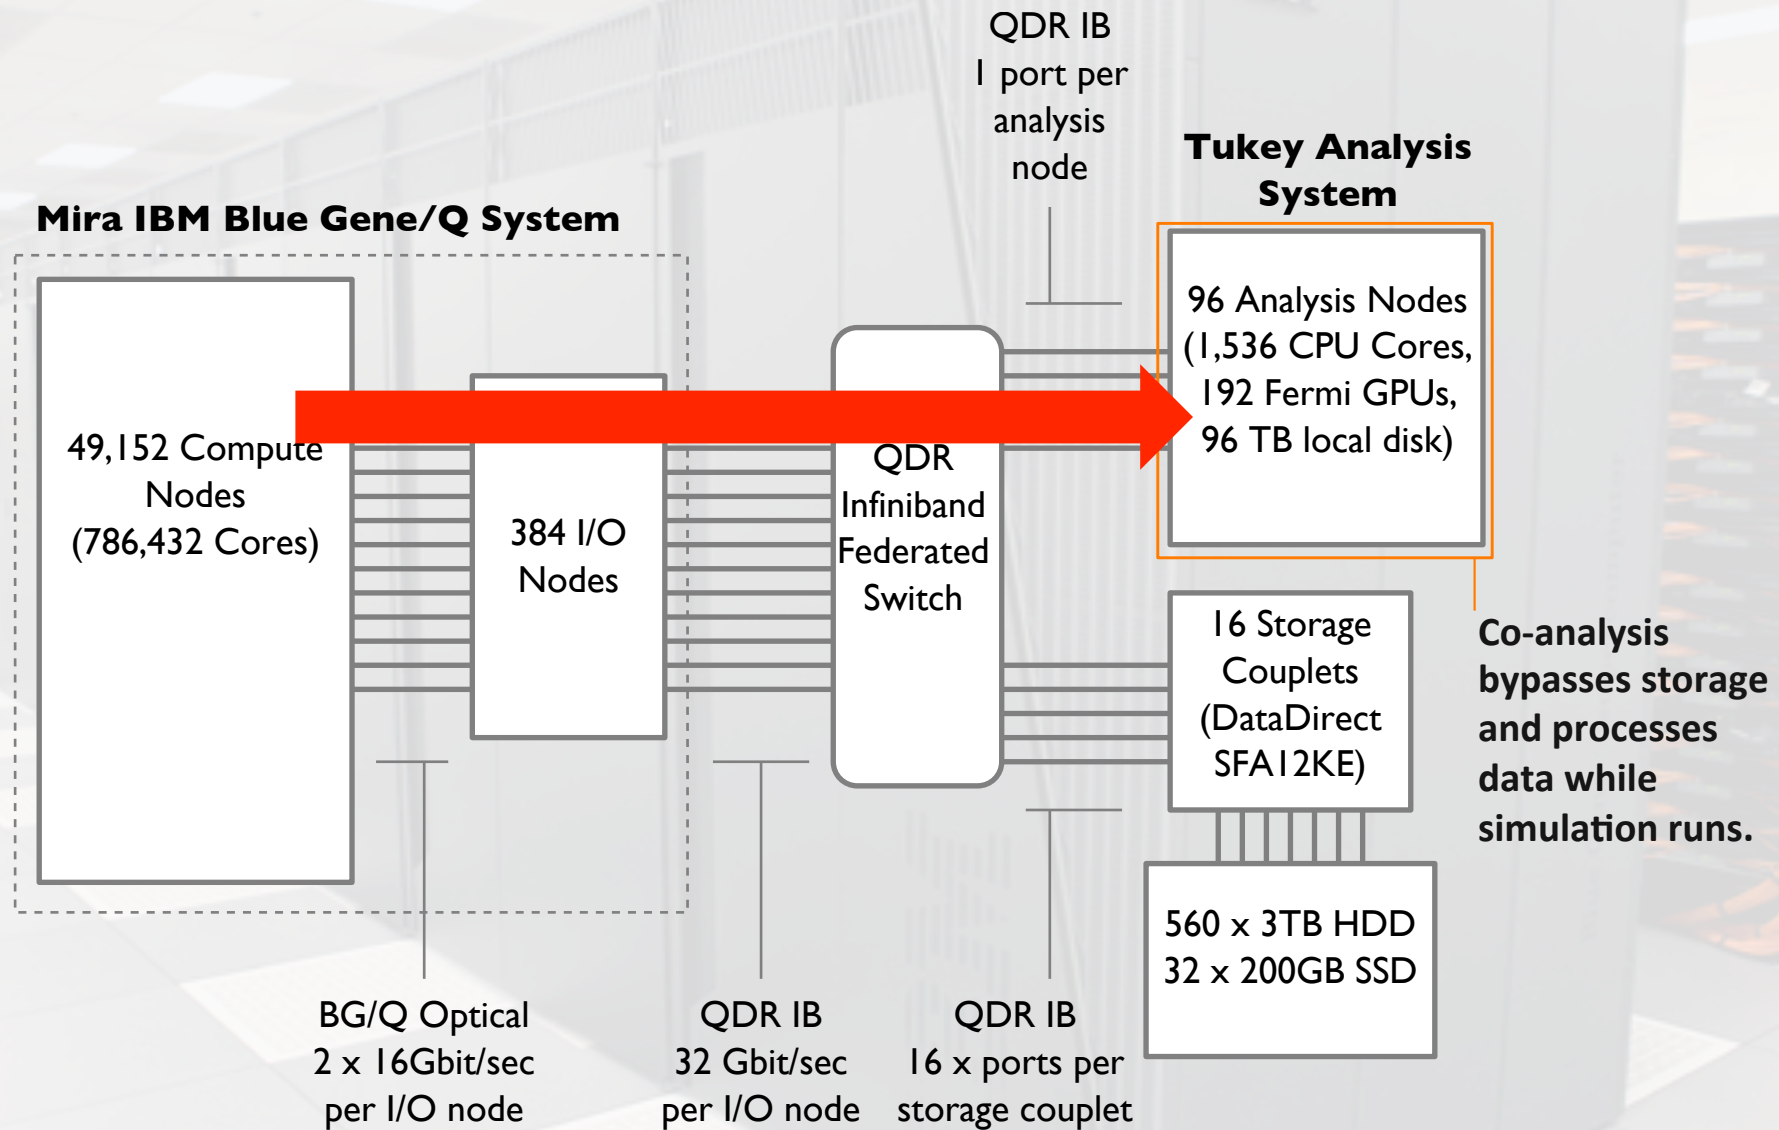 QDR IB
1 port per
analysis
node
Tukey Analysis
System
Mira IBM Blue Gene/Q System
96 Analysis Nodes
(1,536 CPU Cores,
192 Fermi GPUs,
96 TB local disk)
49,152 Compute
Nodes
(786,432 Cores)
384 I/O
Nodes
QDR
Infiniband
Federated
Switch
16 Storage
Couplets
(DataDirect
SFA12KE)
Co-analysis
bypasses storage
and processes
data while
simulation runs.
560 x 3TB HDD
32 x 200GB SSD
BG/Q Optical
2 x 16Gbit/sec
per I/O node
QDR IB
32 Gbit/sec
per I/O node
QDR IB
16 x ports per
storage couplet